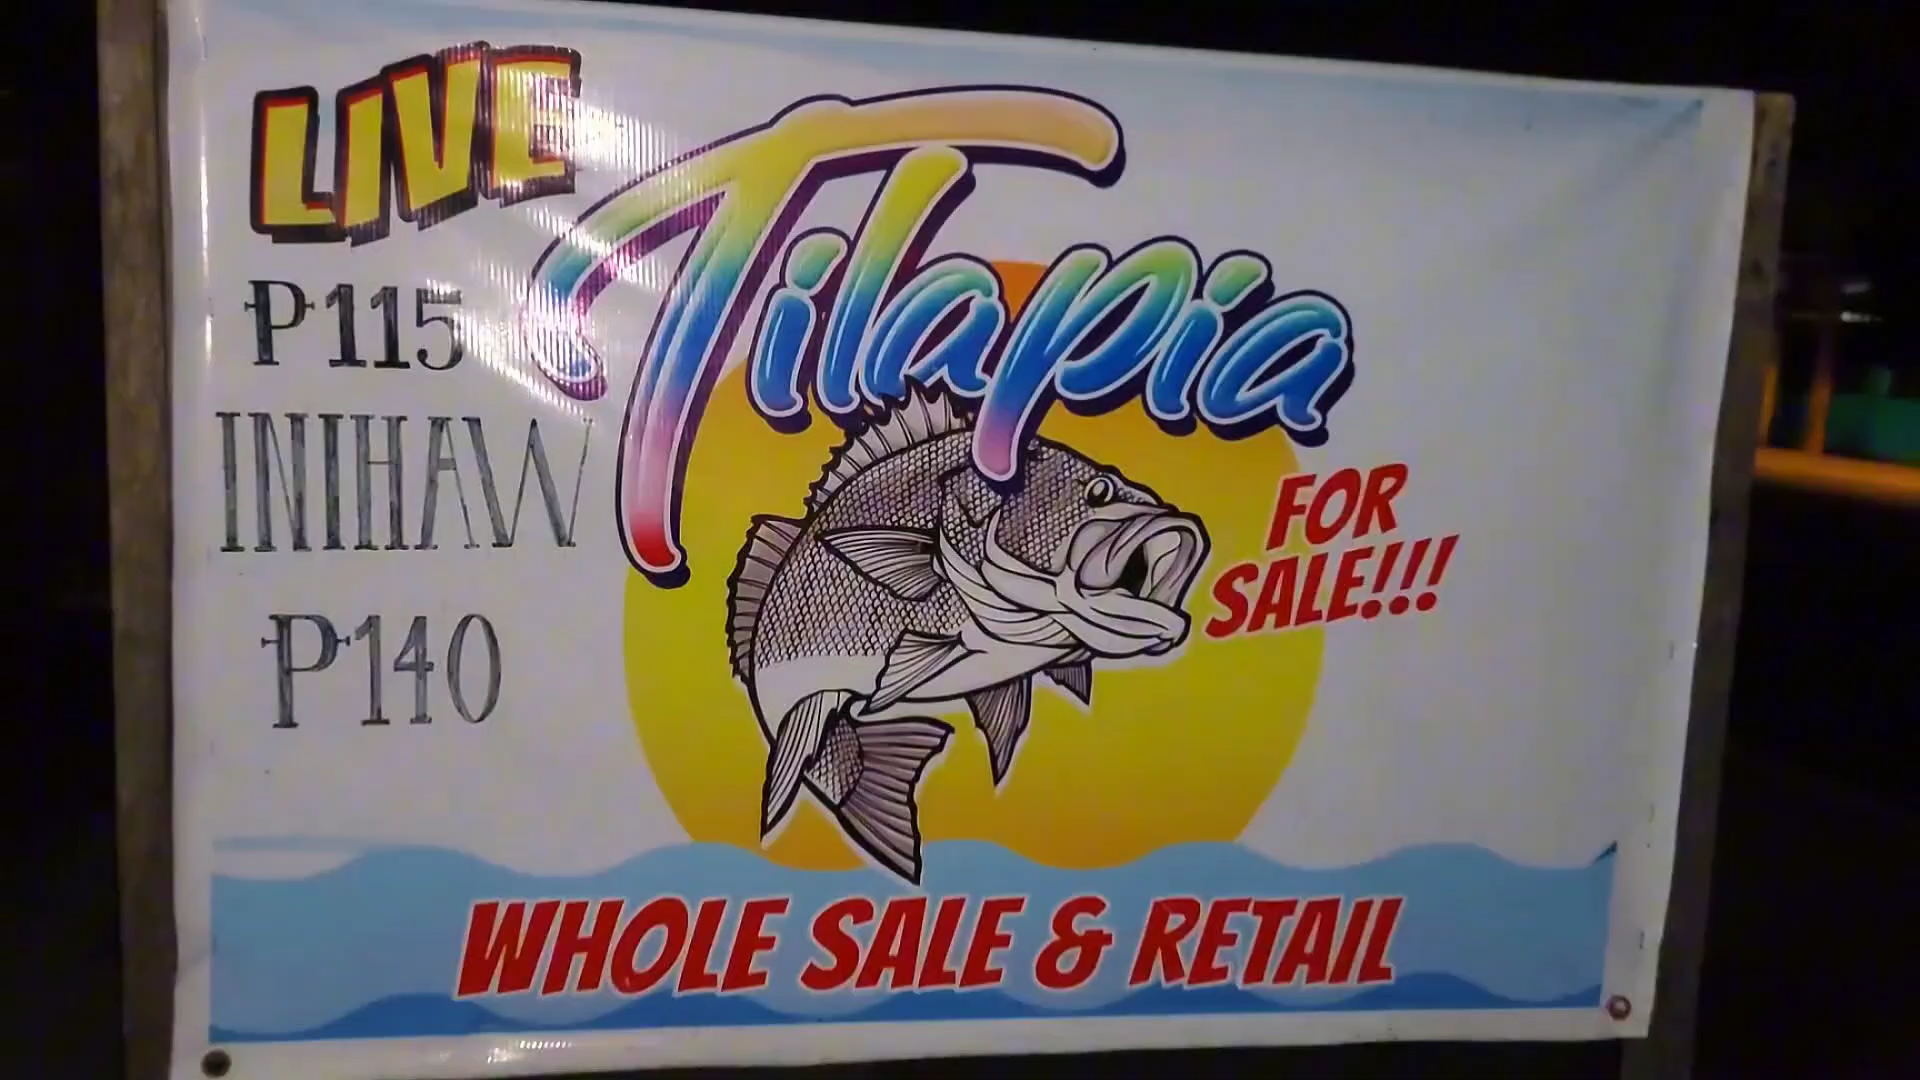 LIVE
Tilapia
₱115
INIHAW
₱140
FOR
SALE!!!
WHOLE SALE & RETAIL